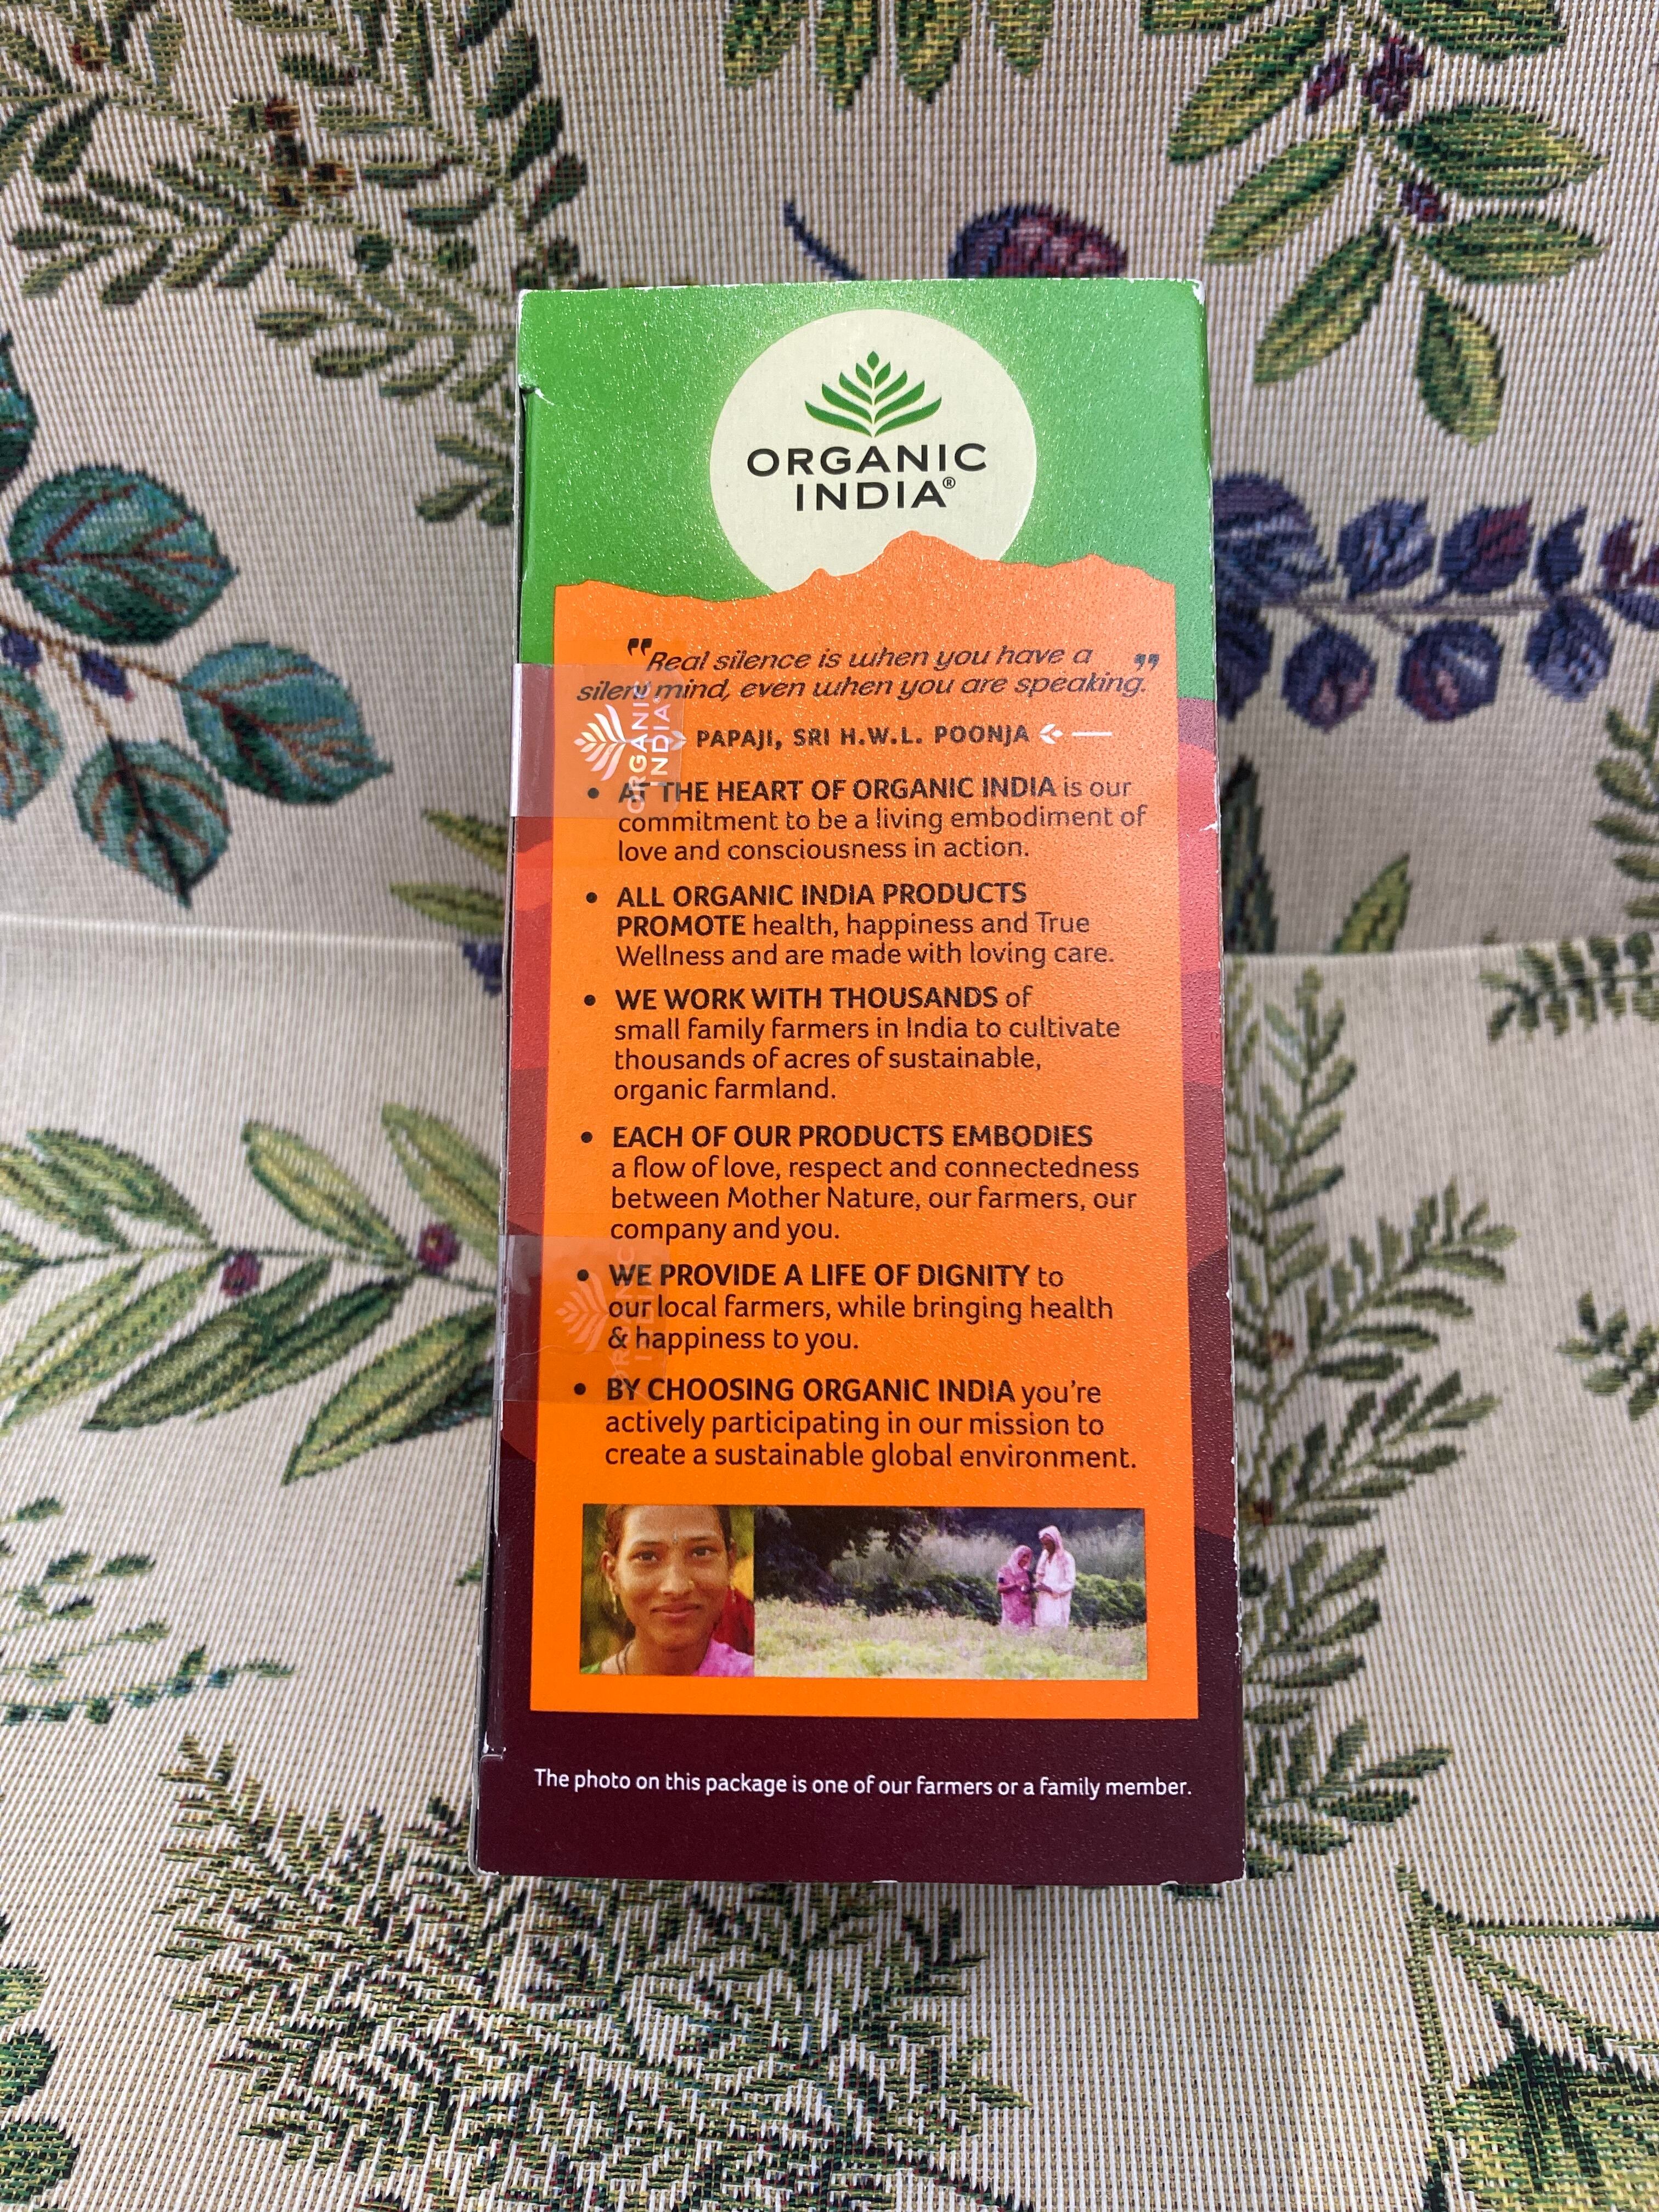 ORGANIC
INDIA®
"Real silence is when you have a
silent mind, even when you are speaking."
PAPAJI, SRI H.W.L. POONJA
ORGANIC
INDIA
• AT THE HEART OF ORGANIC INDIA is our
commitment to be a living embodiment of
love and consciousness in action.
• ALL ORGANIC INDIA PRODUCTS
PROMOTE health, happiness and True
Wellness and are made with loving care.
• WE WORK WITH THOUSANDS of
small family farmers in India to cultivate
thousands of acres of sustainable,
organic farmland.
• EACH OF OUR PRODUCTS EMBODIES
a flow of love, respect and connectedness
between Mother Nature, our farmers, our
company and you.
• WE PROVIDE A LIFE OF DIGNITY to
our local farmers, while bringing health
& happiness to you.
ORGANIC
INDIA
• BY CHOOSING ORGANIC INDIA you're
actively participating in our mission to
create a sustainable global environment.
The photo on this package is one of our farmers or a family member.